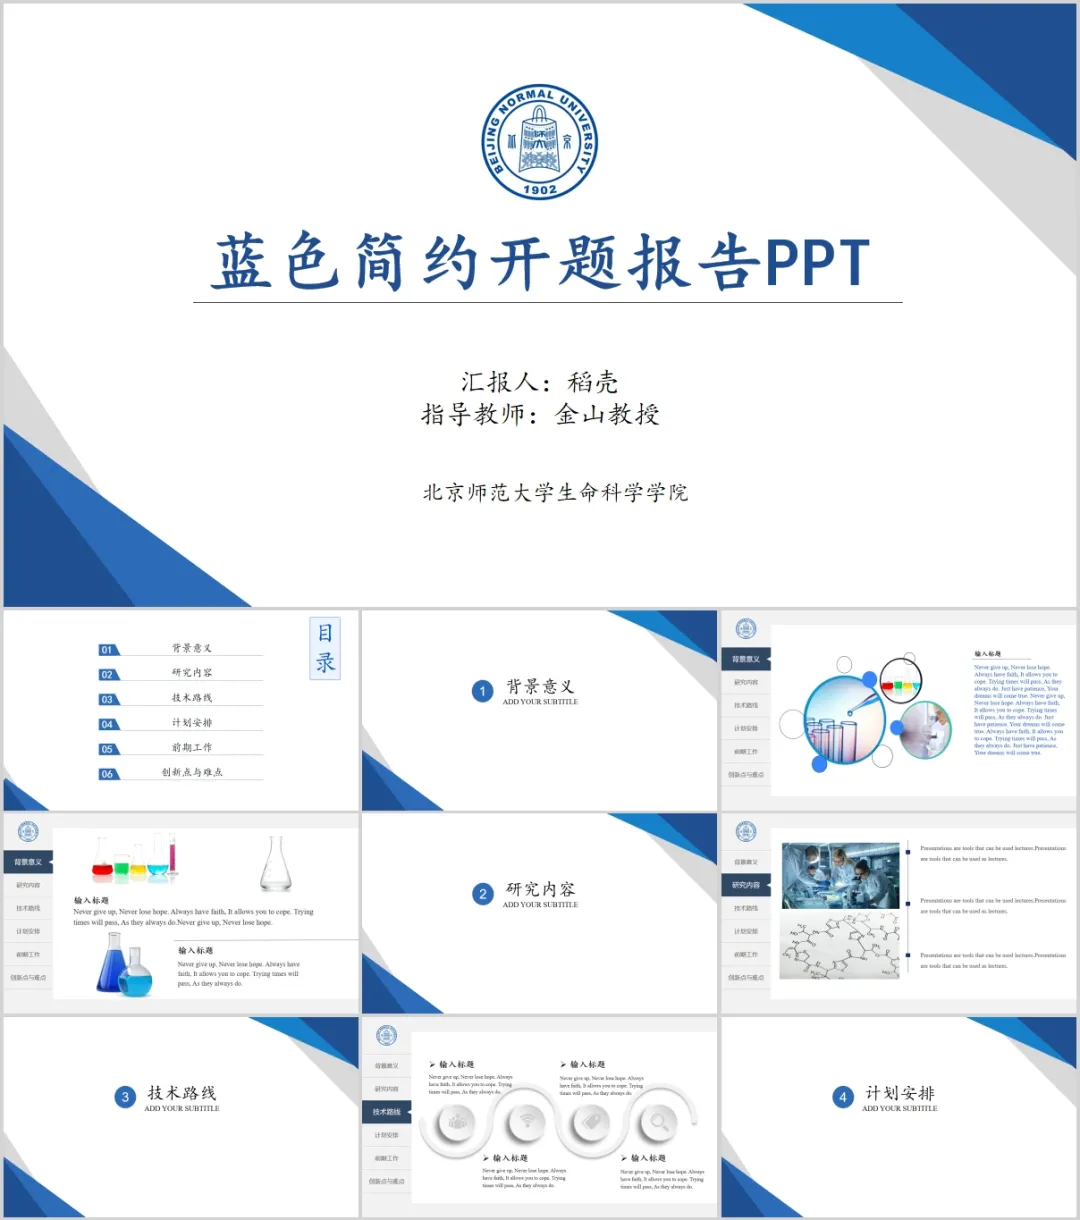 BEIJING NORMAL UNIVERSITY
京
1902
蓝色简约开题报告PPT
汇报人：稻壳
指导教师：金山教授
北京师范大学生命科学学院
目录
01 背景意义
02 研究内容
03 技术路线
04 计划安排
05 前期工作
06 创新点与难点
1 背景意义
ADD YOUR SUBTITLE
背景意义
研究内容
技术路线
计划安排
前期工作
创新点与难点
输入标题
Never give up, Never lose hope.
Always have faith, It allows you to
cope. Trying times will pass, As they
always do. Just have patience, Your
dreams will come true. Never give up,
Never lose hope. Always have faith,
It allows you to cope. Trying times
will pass, As they always do. Just
have patience, Your dreams will come
true. Always have faith, It allows you
to cope. Trying times will pass, As
they always do. Just have patience.
Your dreams will come true.
背景意义
研究内容
技术路线
计划安排
前期工作
创新点与难点
输入标题
Never give up, Never lose hope. Always have faith, It allows you to cope. Trying
times will pass, As they always do.Never give up, Never lose hope.
输入标题
Never give up, Never lose hope. Always have
faith, It allows you to cope. Trying times will
pass, As they always do.
2 研究内容
ADD YOUR SUBTITLE
背景意义
研究内容
技术路线
计划安排
前期工作
创新点与难点
Presentations are tools that can be used lectures.Presentations
are tools that can be used as lectures.
Presentations are tools that can be used as lectures.Presentations
are tools that can be used as lectures.
Presentations are tools that can be used as lectures.Presentations
are tools that can be used as lectures.
3 技术路线
ADD YOUR SUBTITLE
背景意义
研究内容
技术路线
计划安排
前期工作
创新点与难点
➢ 输入标题
Never give up, Never lose hope. Always
have faith, It allows you to cope. Trying
times will pass, As they always do.
➢ 输入标题
Never give up, Never lose hope. Always
have faith, It allows you to cope. Trying
times will pass, As they always do.
➢ 输入标题
Never give up, Never lose hope. Always
have faith, It allows you to cope. Trying
times will pass, As they always do.
➢ 输入标题
Never give up, Never lose hope. Always
have faith, It allows you to cope. Trying
times will pass, As they always do.
4 计划安排
ADD YOUR SUBTITLE